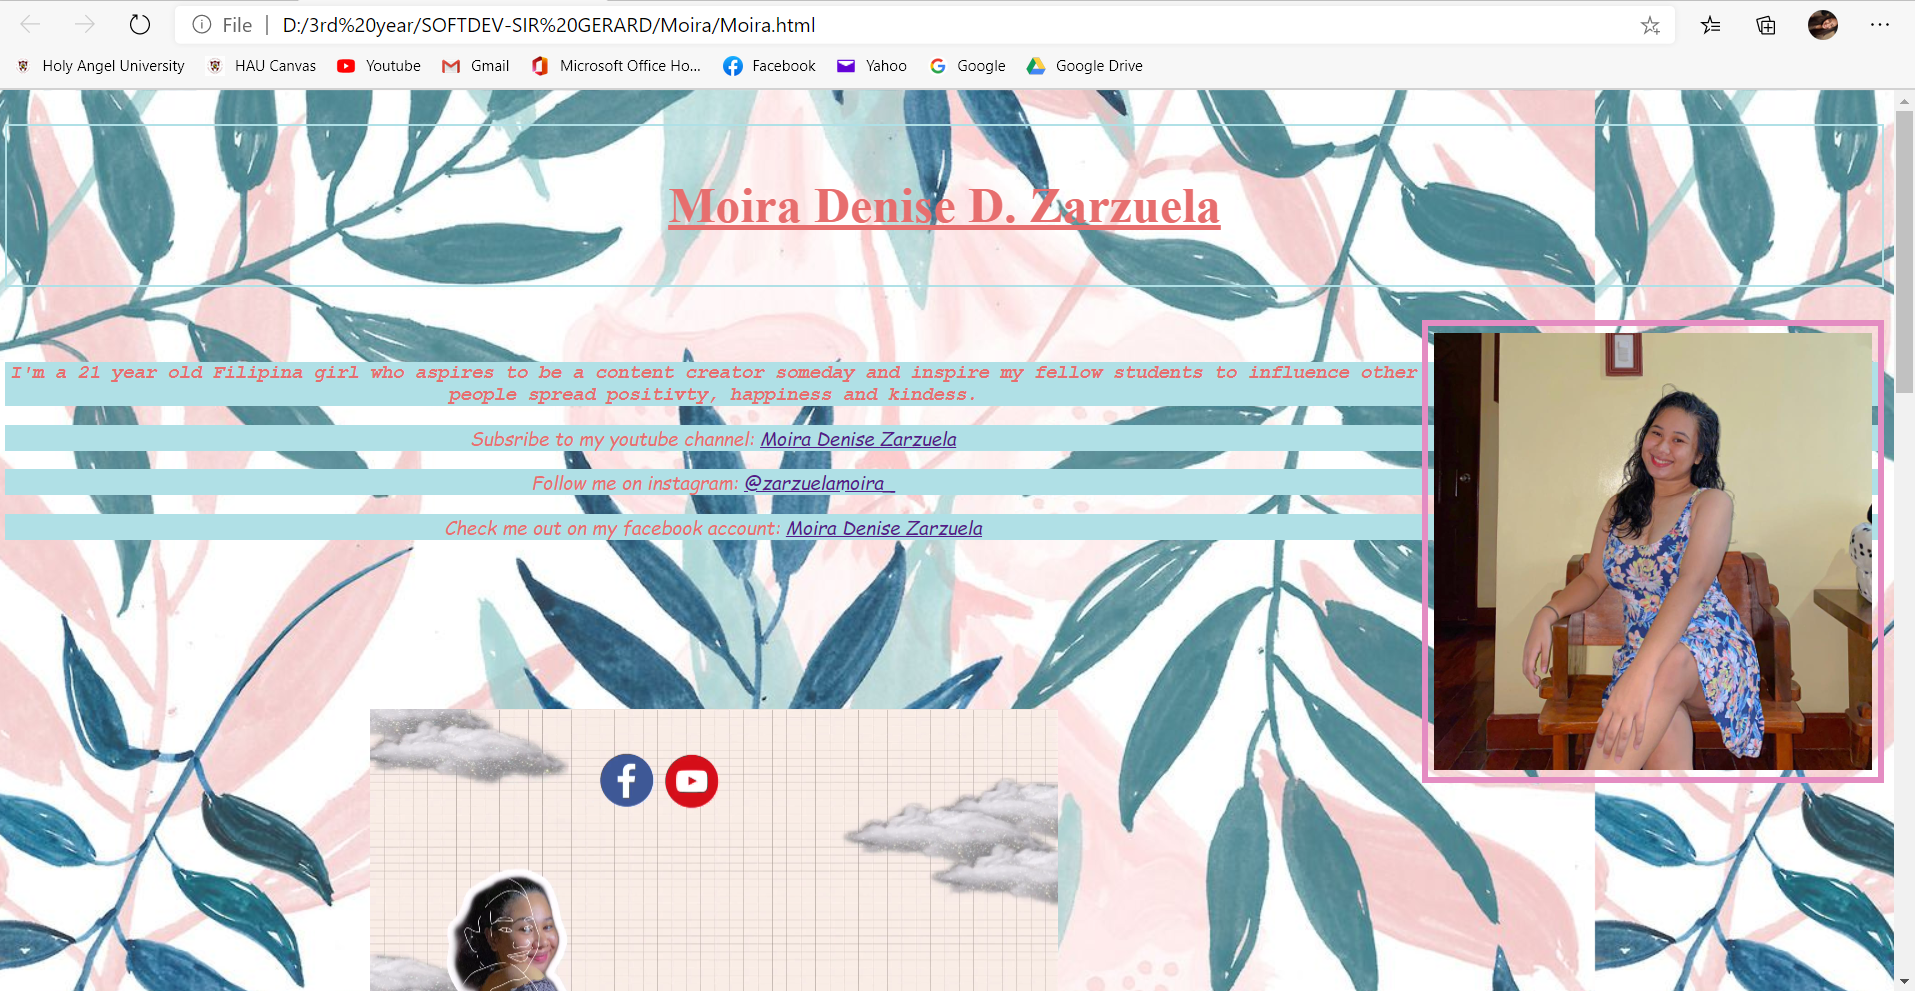 File | D:/3rd%20year/SOFTDEV-SIR%20GERARD/Moira/Moira.html
Holy Angel University HAU Canvas Youtube Gmail Microsoft Office Ho... Facebook Yahoo Google Google Drive
Moira Denise D. Zarzuela
I'm a 21 year old Filipina girl who aspires to be a content creator someday and inspire my fellow students to influence other
people spread positivty, happiness and kindess.
Subsribe to my youtube channel: Moira Denise Zarzuela
Follow me on instagram: @zarzuelamoira_
Check me out on my facebook account: Moira Denise Zarzuela